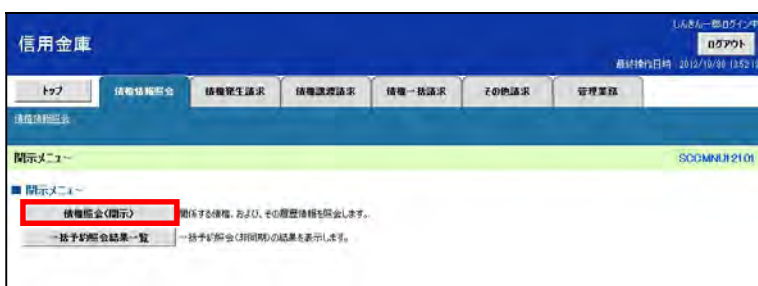 しんきん一郎ログイン中
信用金庫
ログアウト
最終操作日時
トップ 債権情報照会 債権発生請求 債権譲渡請求 債権一括請求 その他請求 管理業務
債権情報照会
開示メニュー SCCMNU12101
■ 開示メニュー
債権照会(開示) 関係する債権、および、その履歴情報を照会します。
一括予約照会結果一覧 一括予約照会(非同期)の結果を表示します。